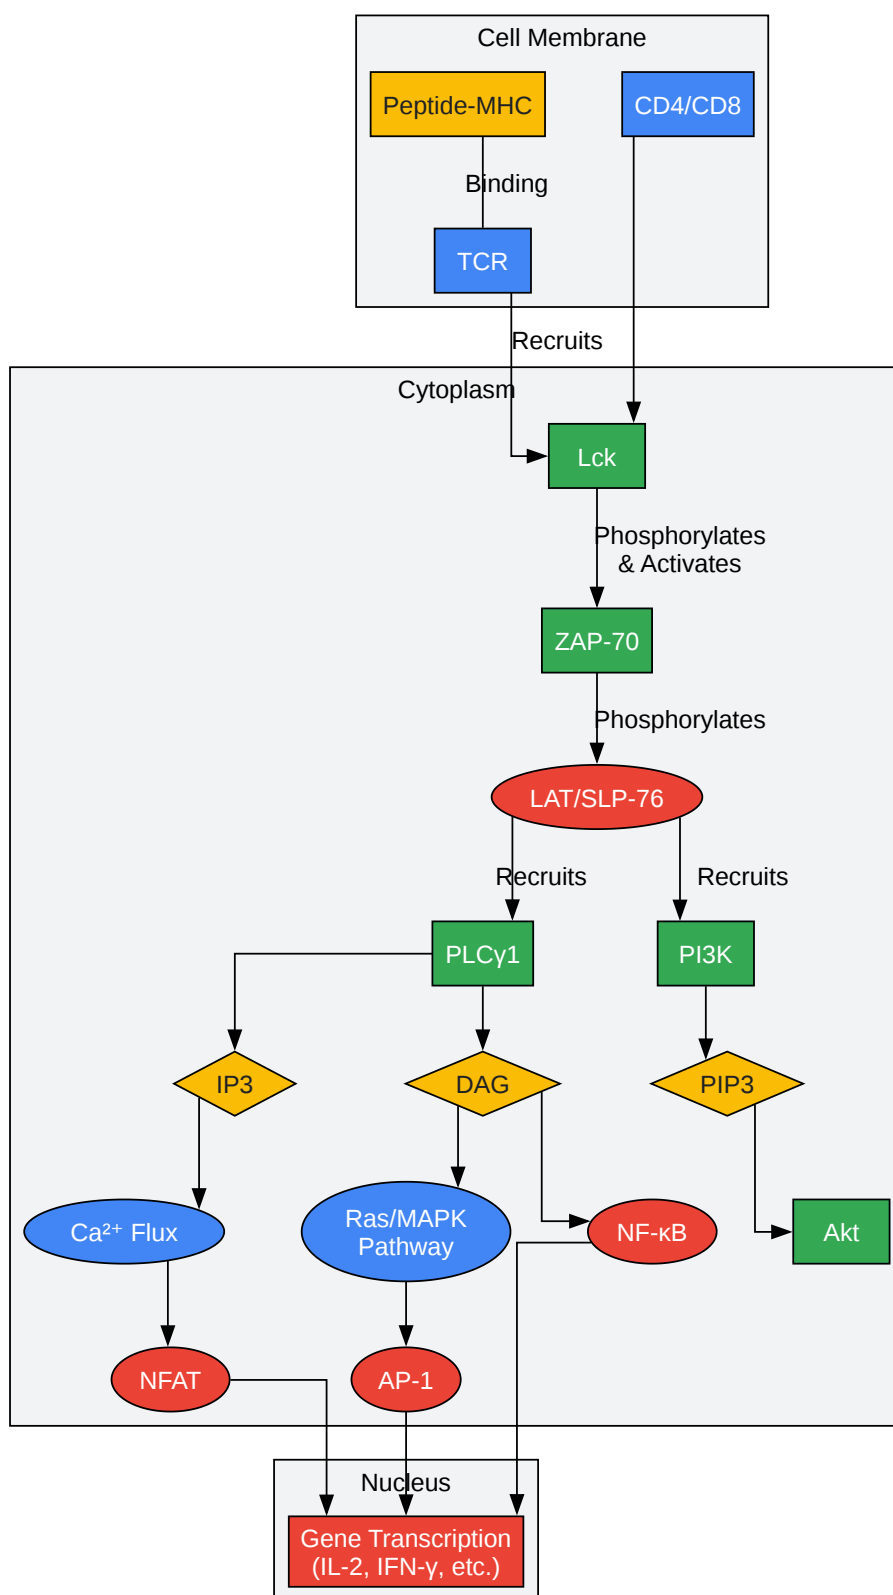 Cell Membrane
Peptide-MHC
CD4/CD8
Binding
TCR
Recruits
Cytoplasm
Lck
Phosphorylates
& Activates
ZAP-70
Phosphorylates
LAT/SLP-76
Recruits
Recruits
PLCγ1
PI3K
IP3
DAG
PIP3
Ca²⁺ Flux
Ras/MAPK
Pathway
NF-κB
Akt
NFAT
AP-1
Nucleus
Gene Transcription
(IL-2, IFN-γ, etc.)